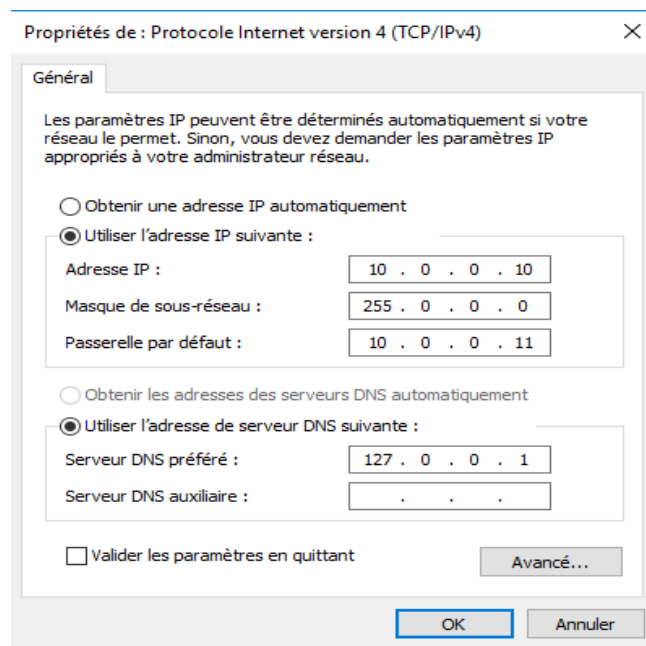 Propriétés de : Protocole Internet version 4 (TCP/IPv4)
Général
Les paramètres IP peuvent être déterminés automatiquement si votre
réseau le permet. Sinon, vous devez demander les paramètres IP
appropriés à votre administrateur réseau.
Obtenir une adresse IP automatiquement
Utiliser l'adresse IP suivante :
Adresse IP : 10 . 0 . 0 . 10
Masque de sous-réseau : 255 . 0 . 0 . 0
Passerelle par défaut : 10 . 0 . 0 . 11
Obtenir les adresses des serveurs DNS automatiquement
Utiliser l'adresse de serveur DNS suivante :
Serveur DNS préféré : 127 . 0 . 0 . 1
Serveur DNS auxiliaire : . . .
Valider les paramètres en quittant
Avancé...
OK Annuler